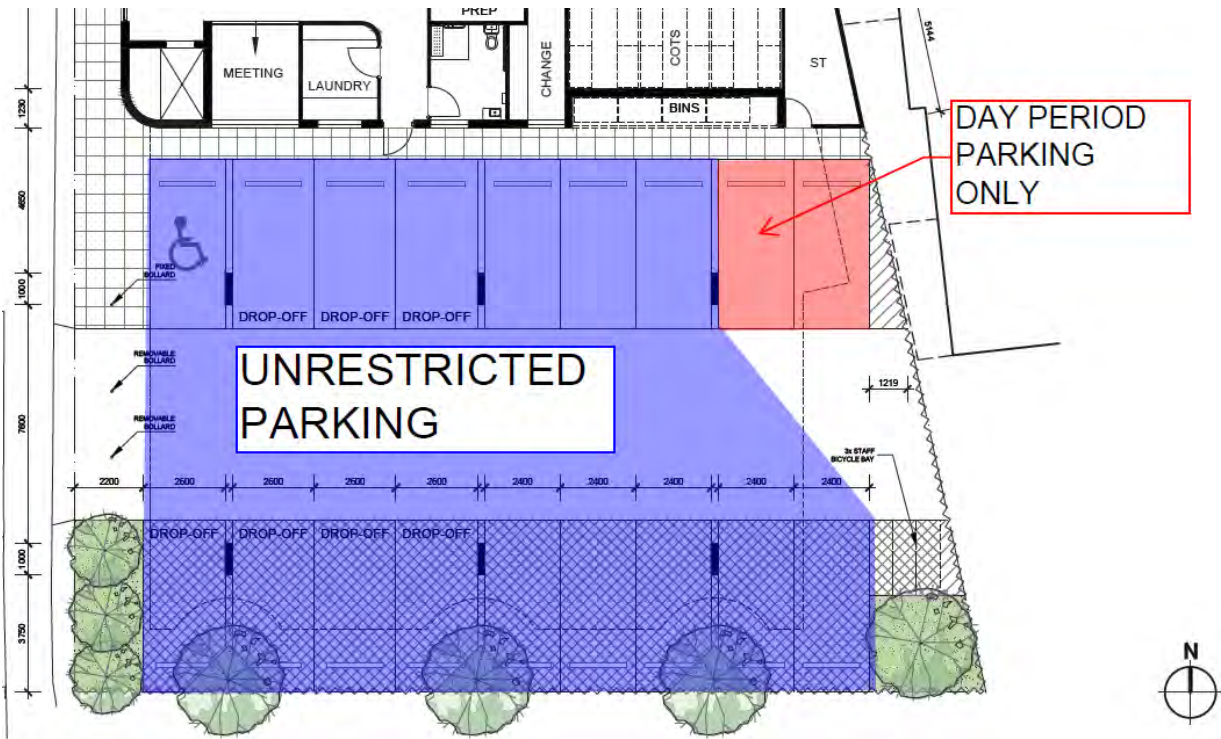 PREP
MEETING
LAUNDRY
CHANGE
COTS
ST
BINS
5144
1230
DAY PERIOD
PARKING
ONLY
4650
1000
FIXED
BOLLARD
DROP-OFF DROP-OFF DROP-OFF
REMOVABLE
BOLLARD
UNRESTRICTED
PARKING
1219
7600
REMOVABLE
BOLLARD
3x STAFF
BICYCLE BAY
2200 2600 2600 2600 2600 2400 2400 2400 2400 2400
DROP-OFF DROP-OFF DROP-OFF DROP-OFF
1000
3750
N